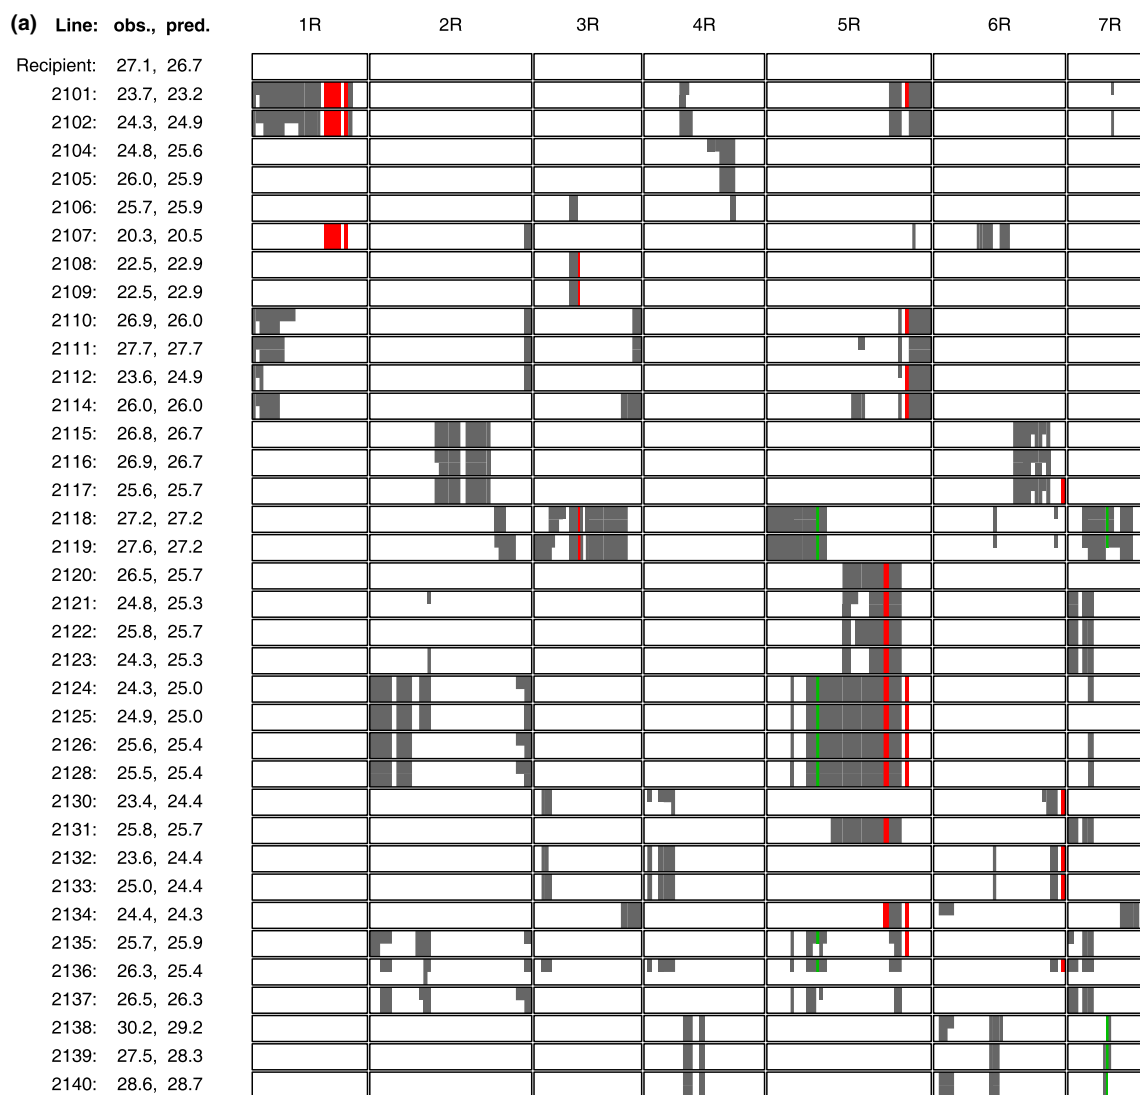 (a) Line: obs., pred. 1R 2R 3R 4R 5R 6R 7R
Recipient: 27.1, 26.7
2101: 23.7, 23.2
2102: 24.3, 24.9
2104: 24.8, 25.6
2105: 26.0, 25.9
2106: 25.7, 25.9
2107: 20.3, 20.5
2108: 22.5, 22.9
2109: 22.5, 22.9
2110: 26.9, 26.0
2111: 27.7, 27.7
2112: 23.6, 24.9
2114: 26.0, 26.0
2115: 26.8, 26.7
2116: 26.9, 26.7
2117: 25.6, 25.7
2118: 27.2, 27.2
2119: 27.6, 27.2
2120: 26.5, 25.7
2121: 24.8, 25.3
2122: 25.8, 25.7
2123: 24.3, 25.3
2124: 24.3, 25.0
2125: 24.9, 25.0
2126: 25.6, 25.4
2128: 25.5, 25.4
2130: 23.4, 24.4
2131: 25.8, 25.7
2132: 23.6, 24.4
2133: 25.0, 24.4
2134: 24.4, 24.3
2135: 25.7, 25.9
2136: 26.3, 25.4
2137: 26.5, 26.3
2138: 30.2, 29.2
2139: 27.5, 28.3
2140: 28.6, 28.7